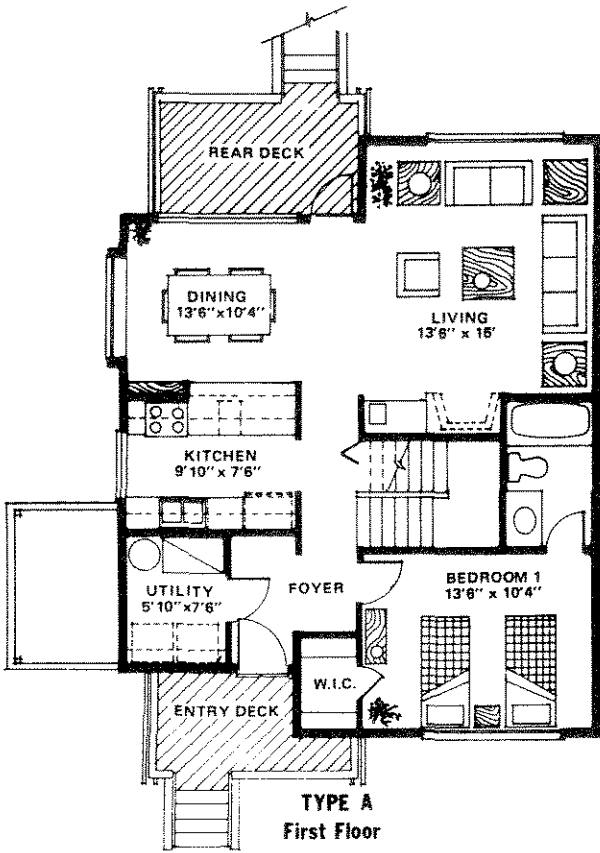 REAR DECK
DINING
13'6"x10'4"
LIVING
13'6" x 15'
KITCHEN
9'10" x 7'6"
UTILITY
5'10"x7'6"
FOYER
BEDROOM 1
13'6" x 10'4"
W.I.C.
ENTRY DECK
TYPE A
First Floor